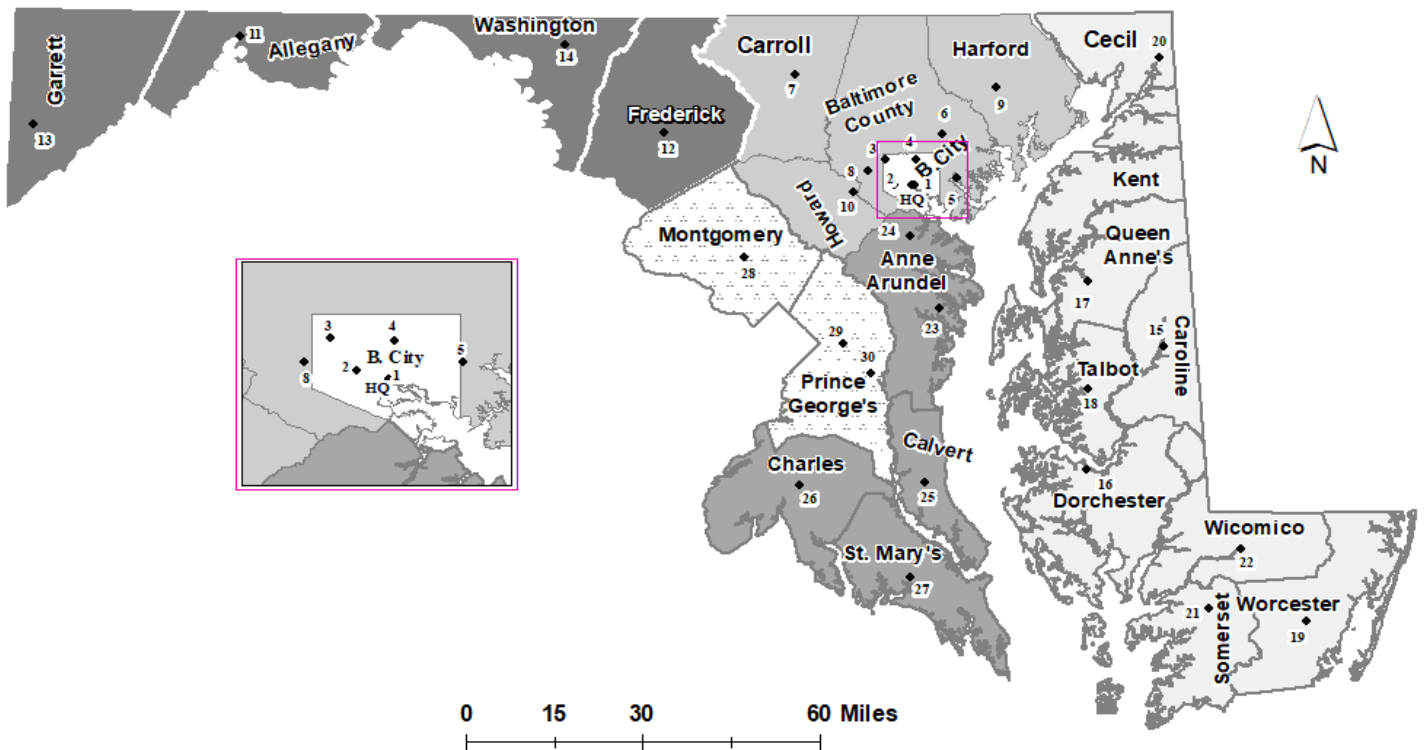 Washington
Carroll
Harford
Cecil
20
11
Allegany
14
Garrett
7
Baltimore
County
9
13
Frederick
12
6
3
4
B. City
8
2
1
HQ
5
10
Howard
Kent
Montgomery
28
24
Anne
Arundel
Queen
Anne's
17
23
15
Caroline
29
30
Talbot
18
Prince
George's
Calvert
25
Charles
26
16
Dorchester
Wicomico
22
St. Mary's
27
21
Somerset
Worcester
19
N
3
4
B. City
5
8
2
1
HQ
0 15 30 60 Miles